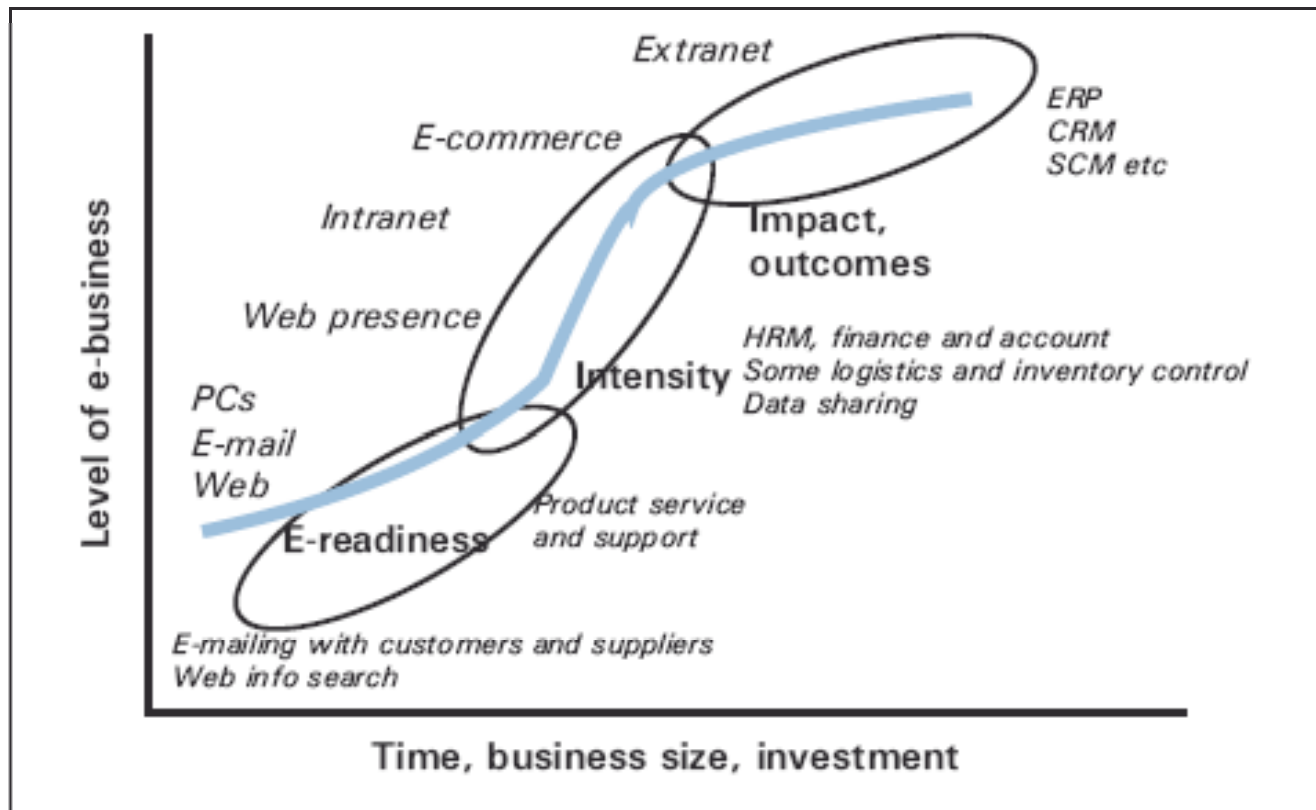 Extranet
ERP
CRM
SCM etc
E-commerce
Intranet
Impact,
outcomes
Web presence
HRM, finance and account
Some logistics and inventory control
Data sharing
Intensity
PCs
E-mail
Web
Product service
and support
E-readiness
E-mailing with customers and suppliers
Web info search
Level of e-business
Time, business size, investment